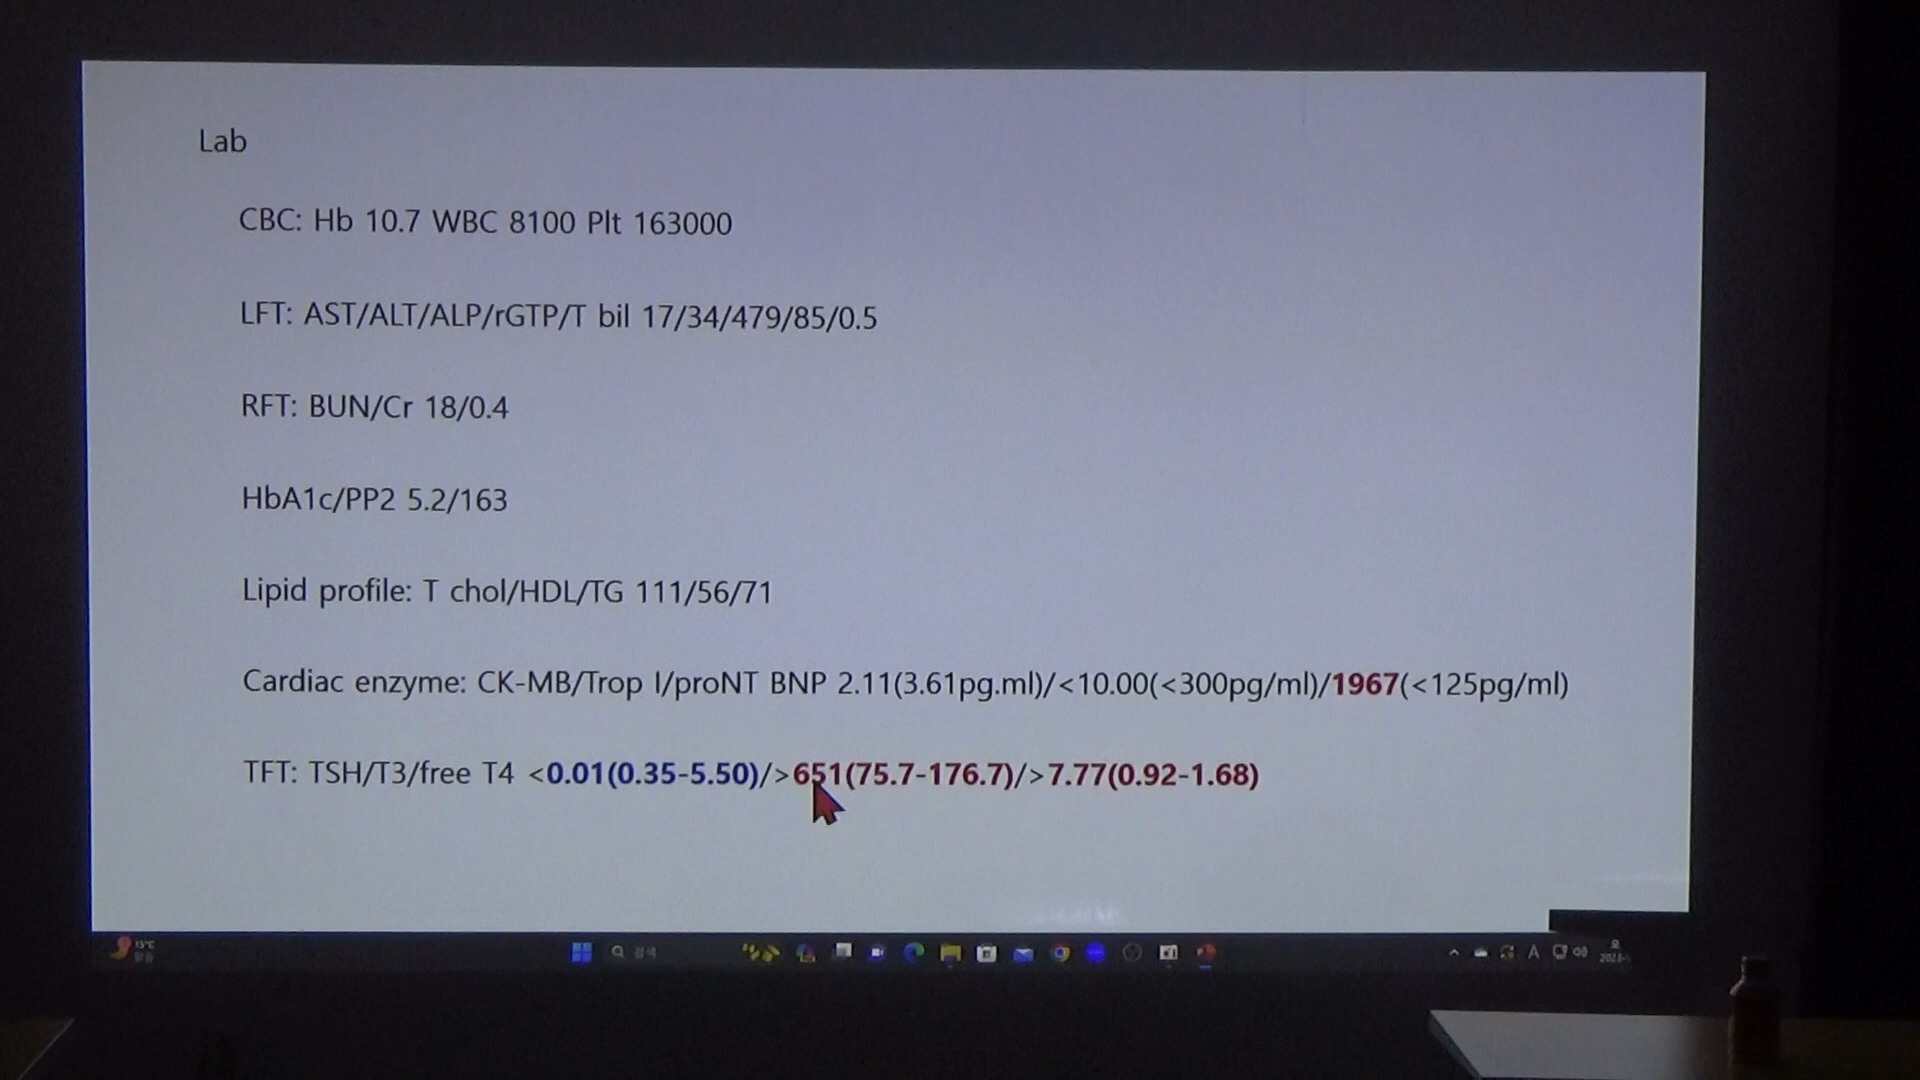 Lab
CBC: Hb 10.7 WBC 8100 Plt 163000
LFT: AST/ALT/ALP/rGTP/T bil 17/34/479/85/0.5
RFT: BUN/Cr 18/0.4
HbA1c/PP2 5.2/163
Lipid profile: T chol/HDL/TG 111/56/71
Cardiac enzyme: CK-MB/Trop I/proNT BNP 2.11(3.61pg.ml)/<10.00(<300pg/ml)/1967(<125pg/ml)
TFT: TSH/T3/free T4 <0.01(0.35-5.50)/>651(75.7-176.7)/>7.77(0.92-1.68)
15°C
검색
A